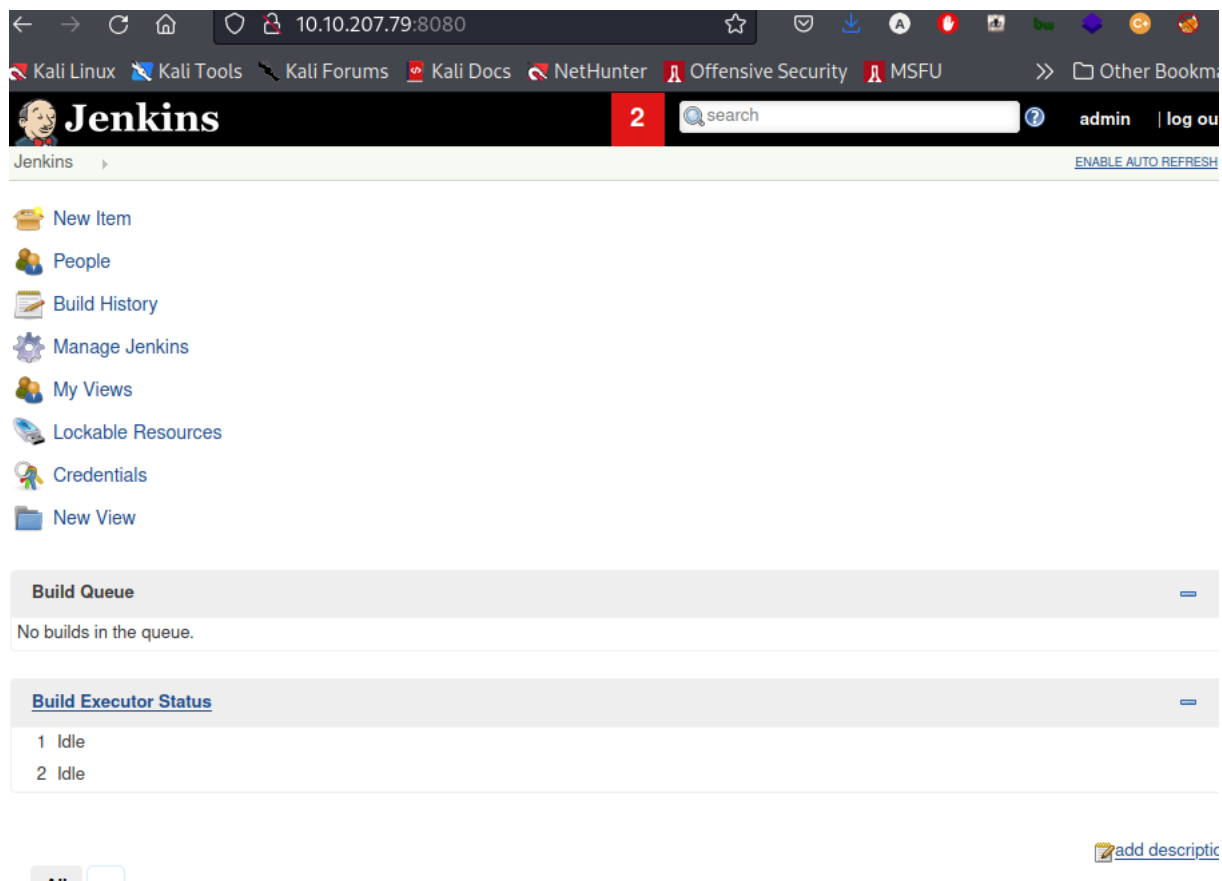 10.10.207.79:8080
Kali Linux Kali Tools Kali Forums Kali Docs NetHunter Offensive Security MSFU Other Bookma
Jenkins 2 search admin | log ou
Jenkins ENABLE AUTO REFRESH
New Item
People
Build History
Manage Jenkins
My Views
Lockable Resources
Credentials
New View
Build Queue
No builds in the queue.
Build Executor Status
1 Idle
2 Idle
add descriptio